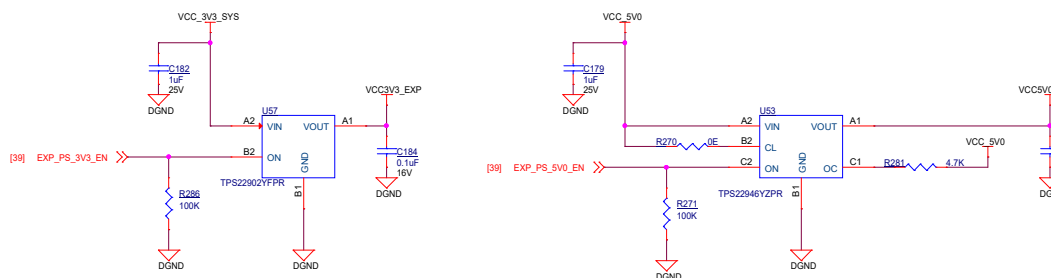 VCC_3V3_SYS
C182
1uF
25V
DGND
U57
A2
VIN
VOUT
A1
VCC3V3_EXP
[39] EXP_PS_3V3_EN
B2
ON
GND
C184
0.1uF
16V
DGND
TPS22902YFPR
B1
R286
100K
DGND
DGND
VCC_5V0
C179
1uF
25V
DGND
U53
A2
VIN
VOUT
A1
VCC5V0
R270
0E
B2
CL
VCC_5V0
[39] EXP_PS_5V0_EN
C2
ON
GND
OC
C1
R281
4.7K
DGND
TPS22946YZPR
B1
R271
100K
DGND
DGND